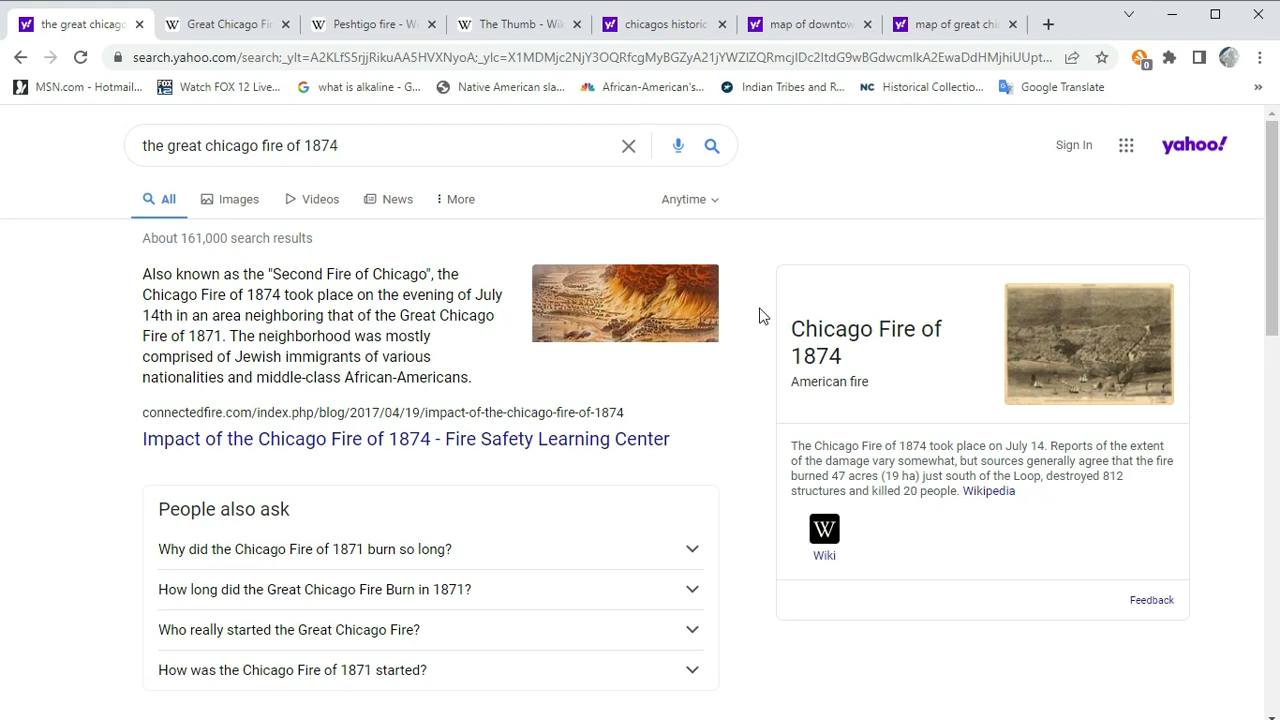 the great chicago
Great Chicago Fir
Peshtigo fire - Wi
The Thumb - Wik
chicagos historic
map of downtow
map of great chic
search.yahoo.com/search;_ylt=A2KLfS5rjjRikuAA5HVXNyoA;_ylc=X1MDMjc2NjY3OQRfcgMyBGZyA21jYWZlZQRmcjIDc2ItdG9wBGdwcmlkA2EwaDdHMjhiUUpt...
0
MSN.com - Hotmail...
Watch FOX 12 Live...
what is alkaline - G...
Native American sla...
African-American's...
Indian Tribes and R...
NC
Historical Collectio...
Google Translate
»
the great chicago fire of 1874
Sign In
yahoo!
All
Images
Videos
News
More
Anytime
About 161,000 search results
Also known as the "Second Fire of Chicago", the
Chicago Fire of 1874 took place on the evening of July
14th in an area neighboring that of the Great Chicago
Fire of 1871. The neighborhood was mostly
comprised of Jewish immigrants of various
nationalities and middle-class African-Americans.
connectedfire.com/index.php/blog/2017/04/19/impact-of-the-chicago-fire-of-1874
Impact of the Chicago Fire of 1874 - Fire Safety Learning Center
People also ask
Why did the Chicago Fire of 1871 burn so long?
How long did the Great Chicago Fire Burn in 1871?
Who really started the Great Chicago Fire?
How was the Chicago Fire of 1871 started?
Chicago Fire of
1874
American fire
The Chicago Fire of 1874 took place on July 14. Reports of the extent
of the damage vary somewhat, but sources generally agree that the fire
burned 47 acres (19 ha) just south of the Loop, destroyed 812
structures and killed 20 people. Wikipedia
W
Wiki
Feedback